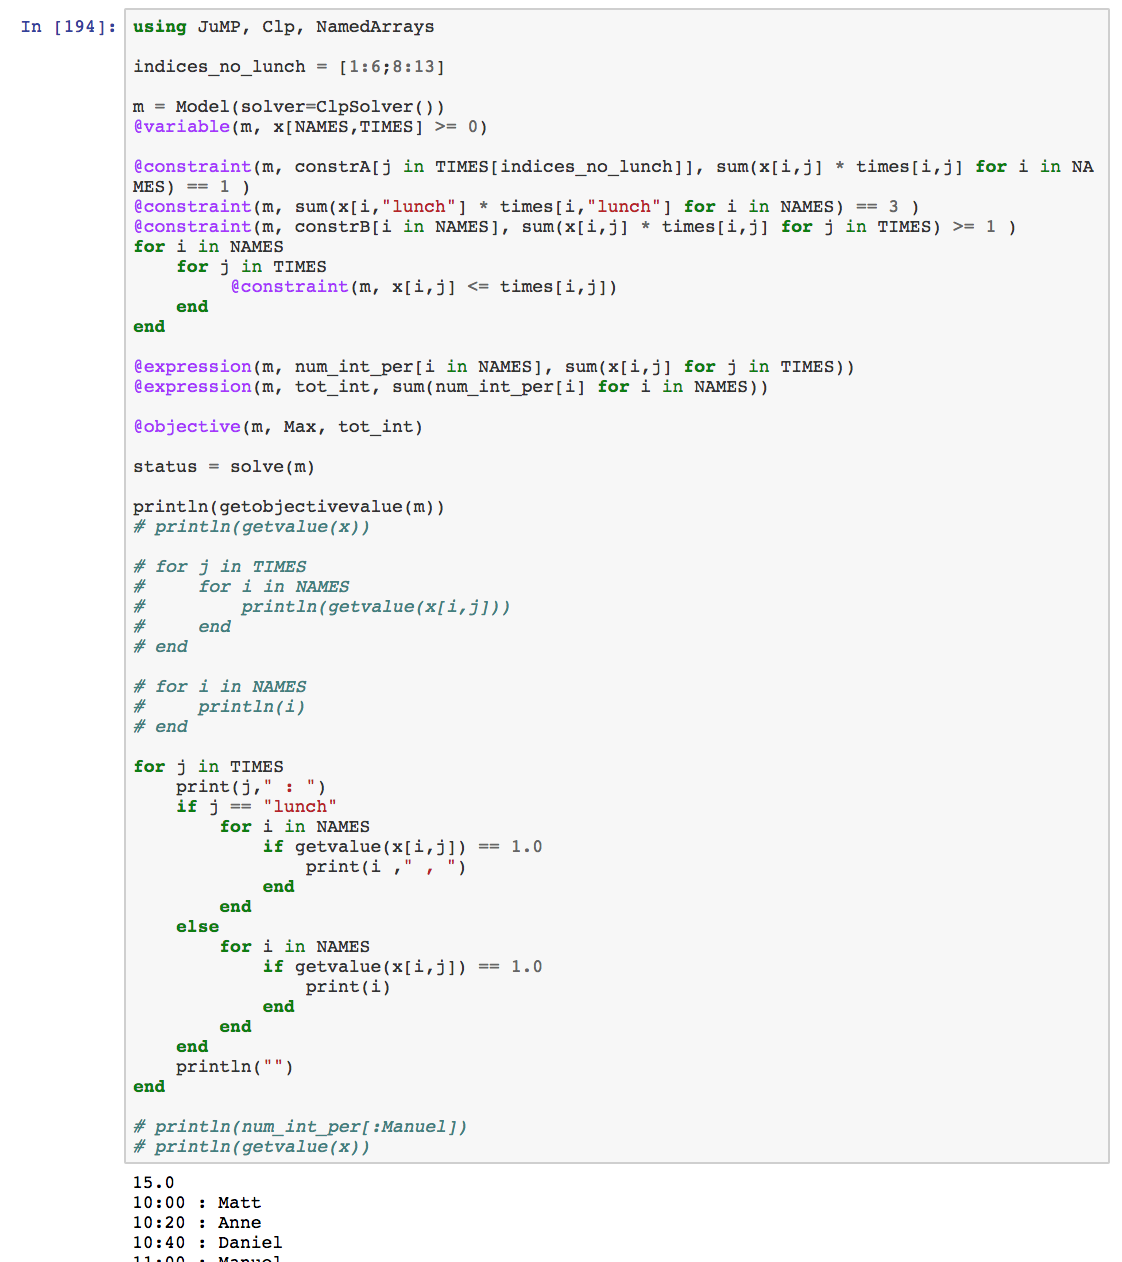 In [194]: using JuMP, Clp, NamedArrays
indices_no_lunch = [1:6;8:13]
m = Model(solver=ClpSolver())
@variable(m, x[NAMES,TIMES] >= 0)
@constraint(m, constrA[j in TIMES[indices_no_lunch]], sum(x[i,j] * times[i,j] for i in NA
MES) == 1 )
@constraint(m, sum(x[i,"lunch"] * times[i,"lunch"] for i in NAMES) == 3 )
@constraint(m, constrB[i in NAMES], sum(x[i,j] * times[i,j] for j in TIMES) >= 1 )
for i in NAMES
    for j in TIMES
         @constraint(m, x[i,j] <= times[i,j])
    end
end
@expression(m, num_int_per[i in NAMES], sum(x[i,j] for j in TIMES))
@expression(m, tot_int, sum(num_int_per[i] for i in NAMES))
@objective(m, Max, tot_int)
status = solve(m)
println(getobjectivevalue(m))
# println(getvalue(x))
# for j in TIMES
#     for i in NAMES
#         println(getvalue(x[i,j]))
#     end
# end
# for i in NAMES
#     println(i)
# end
for j in TIMES
    print(j," : ")
    if j == "lunch"
        for i in NAMES
            if getvalue(x[i,j]) == 1.0
                print(i ," , ")
            end
        end
    else
        for i in NAMES
            if getvalue(x[i,j]) == 1.0
                print(i)
            end
        end
    end
    println("")
end
# println(num_int_per[:Manuel])
# println(getvalue(x))
15.0
10:00 : Matt
10:20 : Anne
10:40 : Daniel
11:00 : Manuel